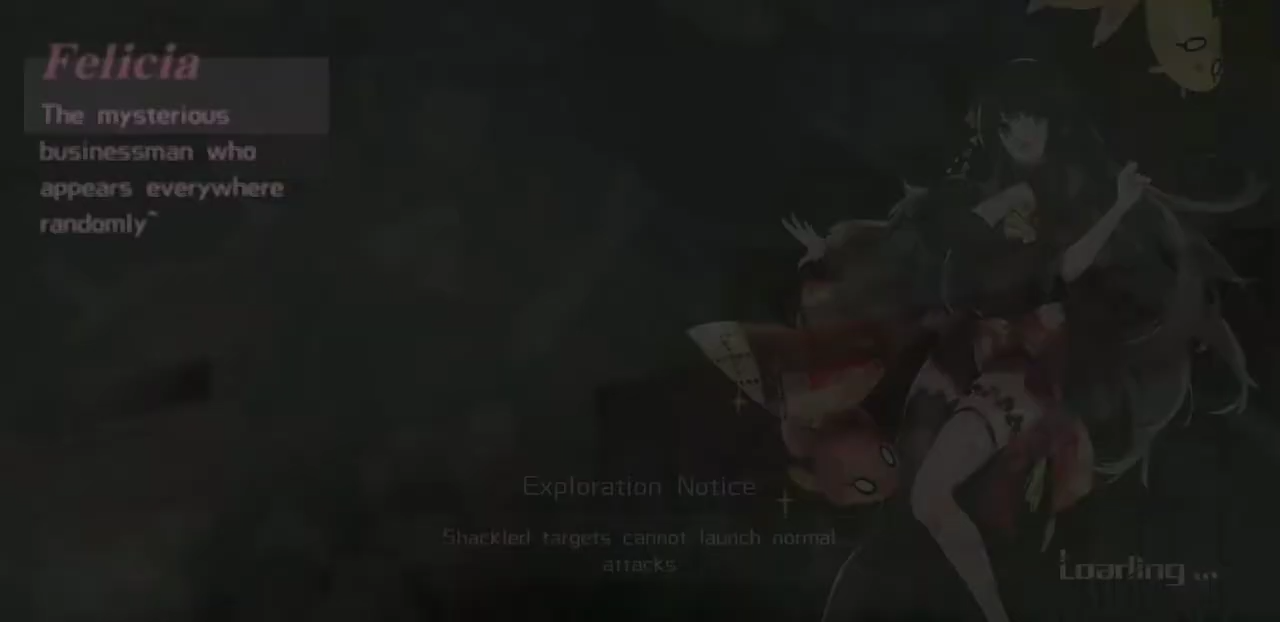 Felicia
The mysterious
businessman who
appears everywhere
randomly~
Exploration Notice
Shackled targets cannot launch normal
attacks
Loading ...